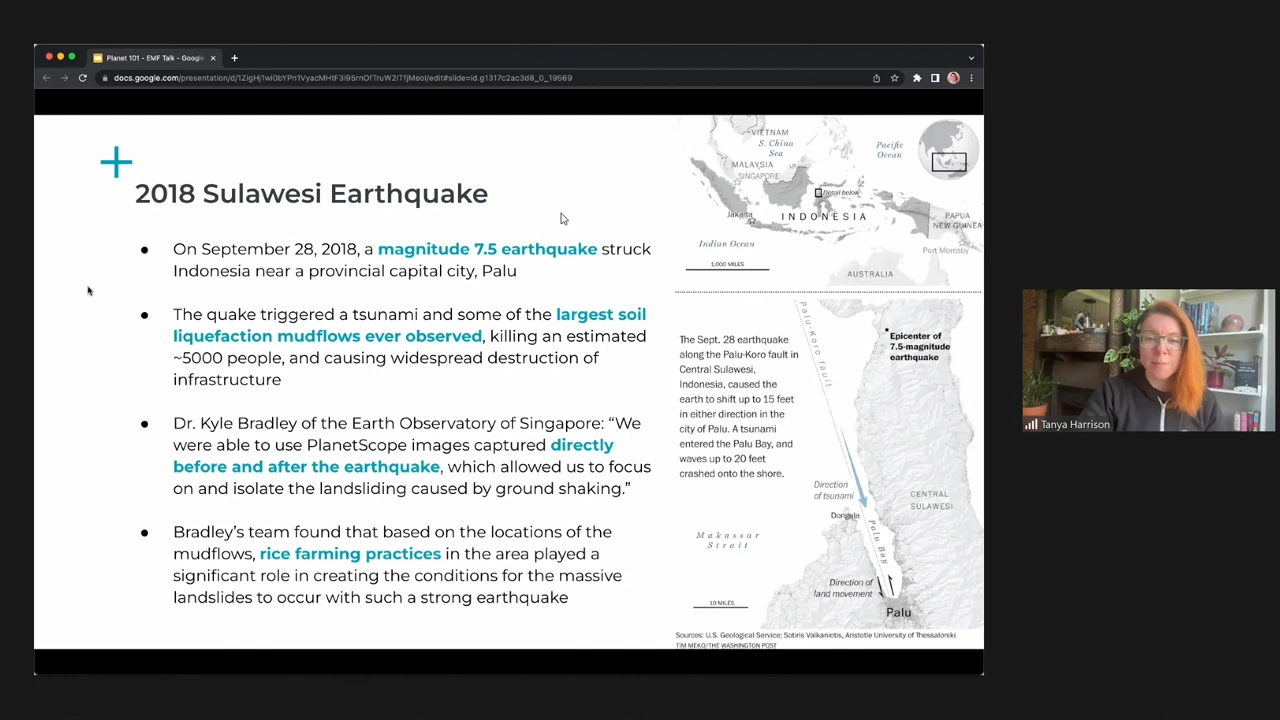 Planet 101 - EMF Talk - Google
docs.google.com/presentation/d/1ZigHj1wi0bYPn1VyacMHtF3i95rnOfTruW2ITfjMeoI/edit#slide=id.g1317c2ac3d8_0_19569
2018 Sulawesi Earthquake
● On September 28, 2018, a magnitude 7.5 earthquake struck
Indonesia near a provincial capital city, Palu
● The quake triggered a tsunami and some of the largest soil
liquefaction mudflows ever observed, killing an estimated
~5000 people, and causing widespread destruction of
infrastructure
● Dr. Kyle Bradley of the Earth Observatory of Singapore: “We
were able to use PlanetScope images captured directly
before and after the earthquake, which allowed us to focus
on and isolate the landsliding caused by ground shaking.”
● Bradley’s team found that based on the locations of the
mudflows, rice farming practices in the area played a
significant role in creating the conditions for the massive
landslides to occur with such a strong earthquake
VIETNAM
S. China
Sea
Pacific
Ocean
MALAYSIA
SINGAPORE
Detail below
Jakarta
INDONESIA
PAPUA
NEW GUINEA
Indian Ocean
Port Moresby
1,000 MILES
AUSTRALIA
Palu-Koro fault
Epicenter of
7.5-magnitude
earthquake
The Sept. 28 earthquake
along the Palu-Koro fault in
Central Sulawesi,
Indonesia, caused the
earth to shift up to 15 feet
in either direction in the
city of Palu. A tsunami
entered the Palu Bay, and
waves up to 20 feet
crashed onto the shore.
Direction
of tsunami
CENTRAL
SULAWESI
Dongala
Palu Bay
Makassar
Strait
Direction of
land movement
10 MILES
Palu
Sources: U.S. Geological Service; Sotiris Valkaniotis, Aristotle University of Thessaloniki
TIM MEKO/THE WASHINGTON POST
Tanya Harrison